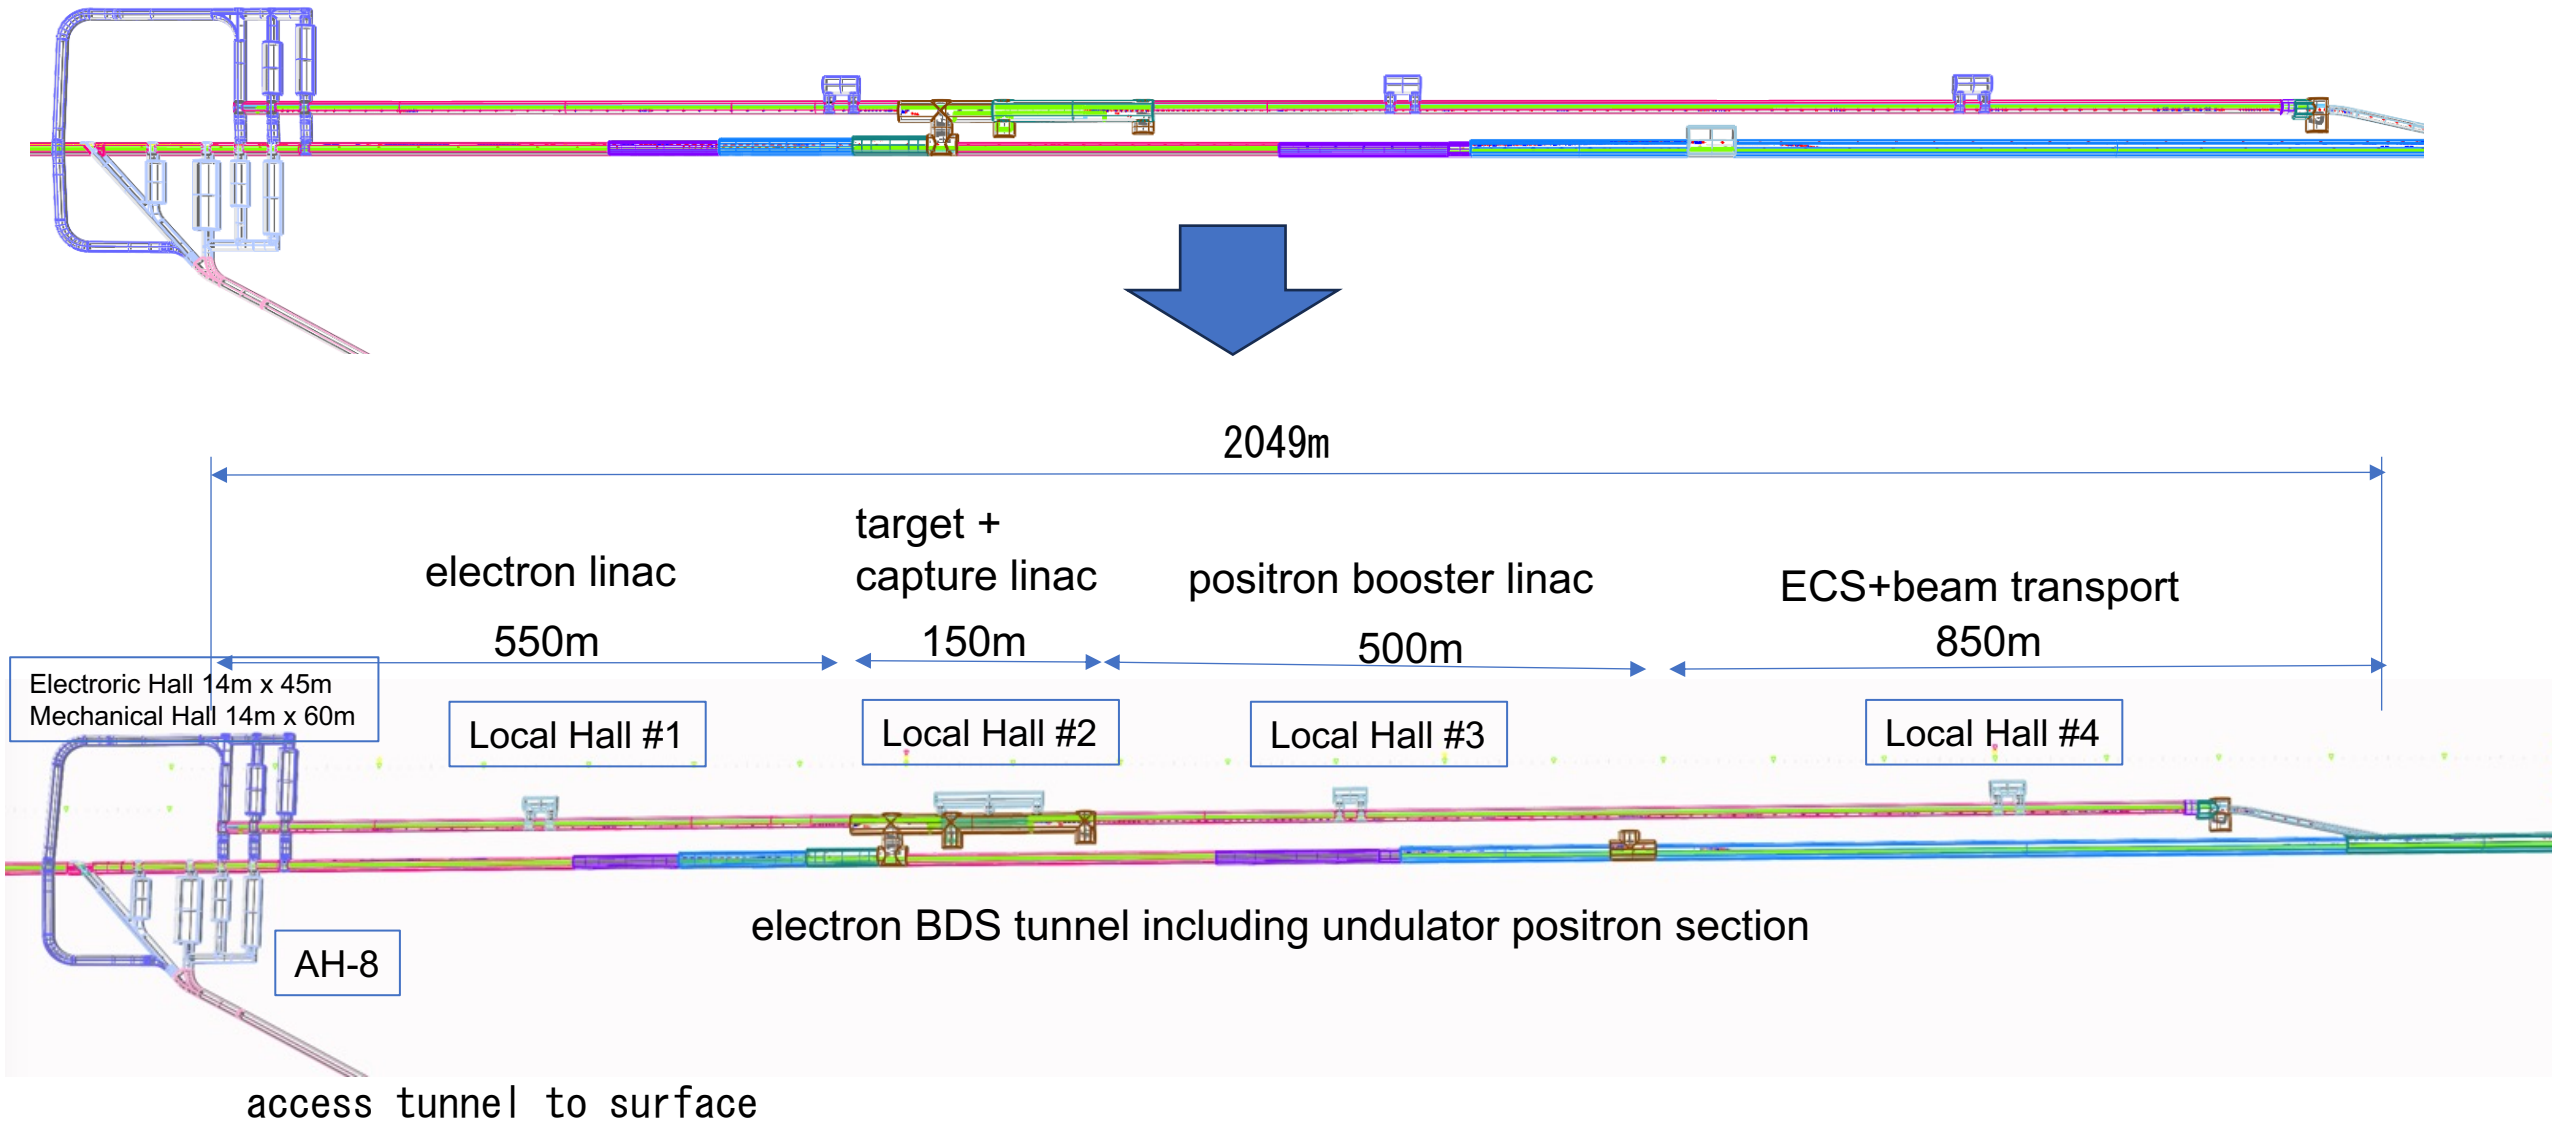 2049m
target +
capture linac
electron linac
positron booster linac
ECS+beam transport
550m
150m
500m
850m
Electroric Hall 14m x 45m
Mechanical Hall 14m x 60m
Local Hall #1
Local Hall #2
Local Hall #3
Local Hall #4
electron BDS tunnel including undulator positron section
AH-8
access tunnel to surface